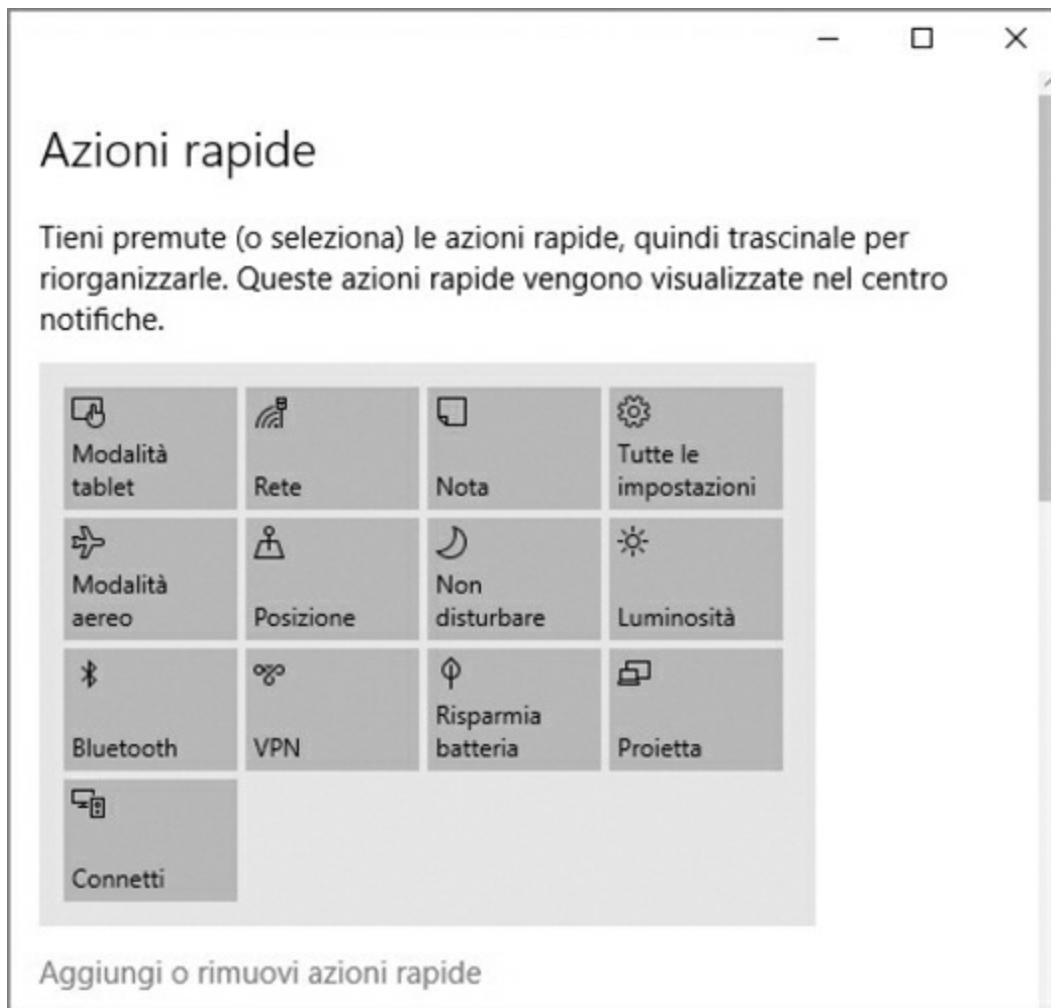 Azioni rapide
Tieni premute (o seleziona) le azioni rapide, quindi trascinale per
riorganizzarle. Queste azioni rapide vengono visualizzate nel centro
notifiche.
Modalità
tablet
Rete
Nota
Tutte le
impostazioni
Modalità
aereo
Posizione
Non
disturbare
Luminosità
Bluetooth
VPN
Risparmia
batteria
Proietta
Connetti
Aggiungi o rimuovi azioni rapide